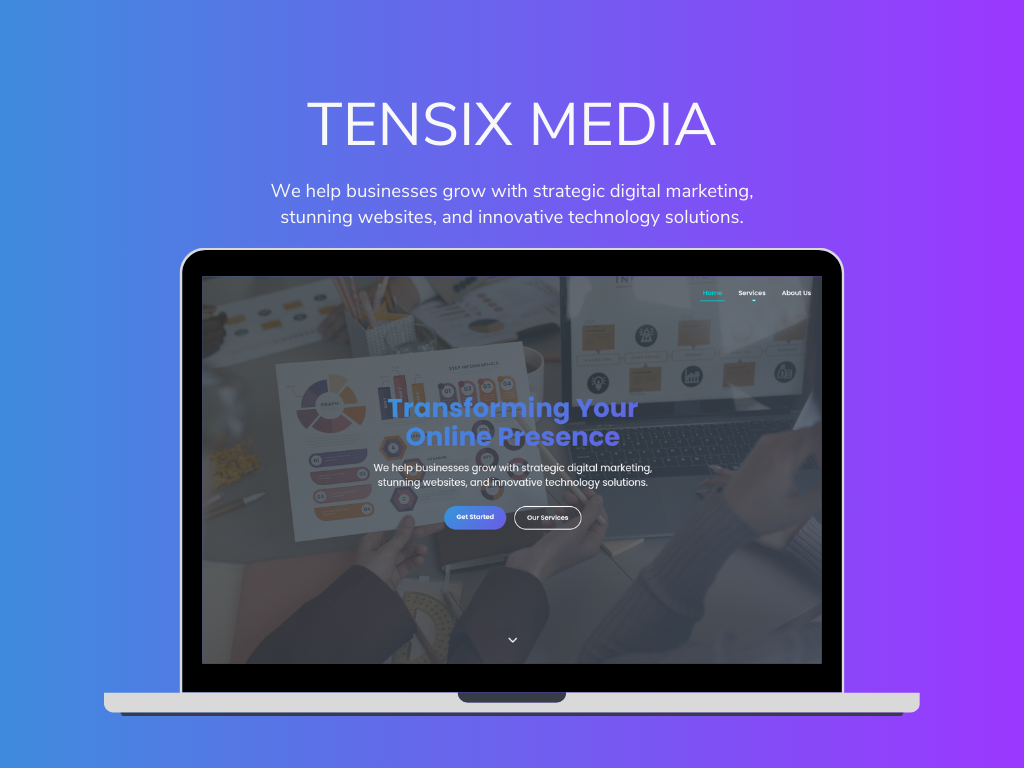 TENSIX MEDIA
We help businesses grow with strategic digital marketing,
stunning websites, and innovative technology solutions.
Home Services About Us
Transforming Your
Online Presence
We help businesses grow with strategic digital marketing,
stunning websites, and innovative technology solutions.
Get Started Our Services